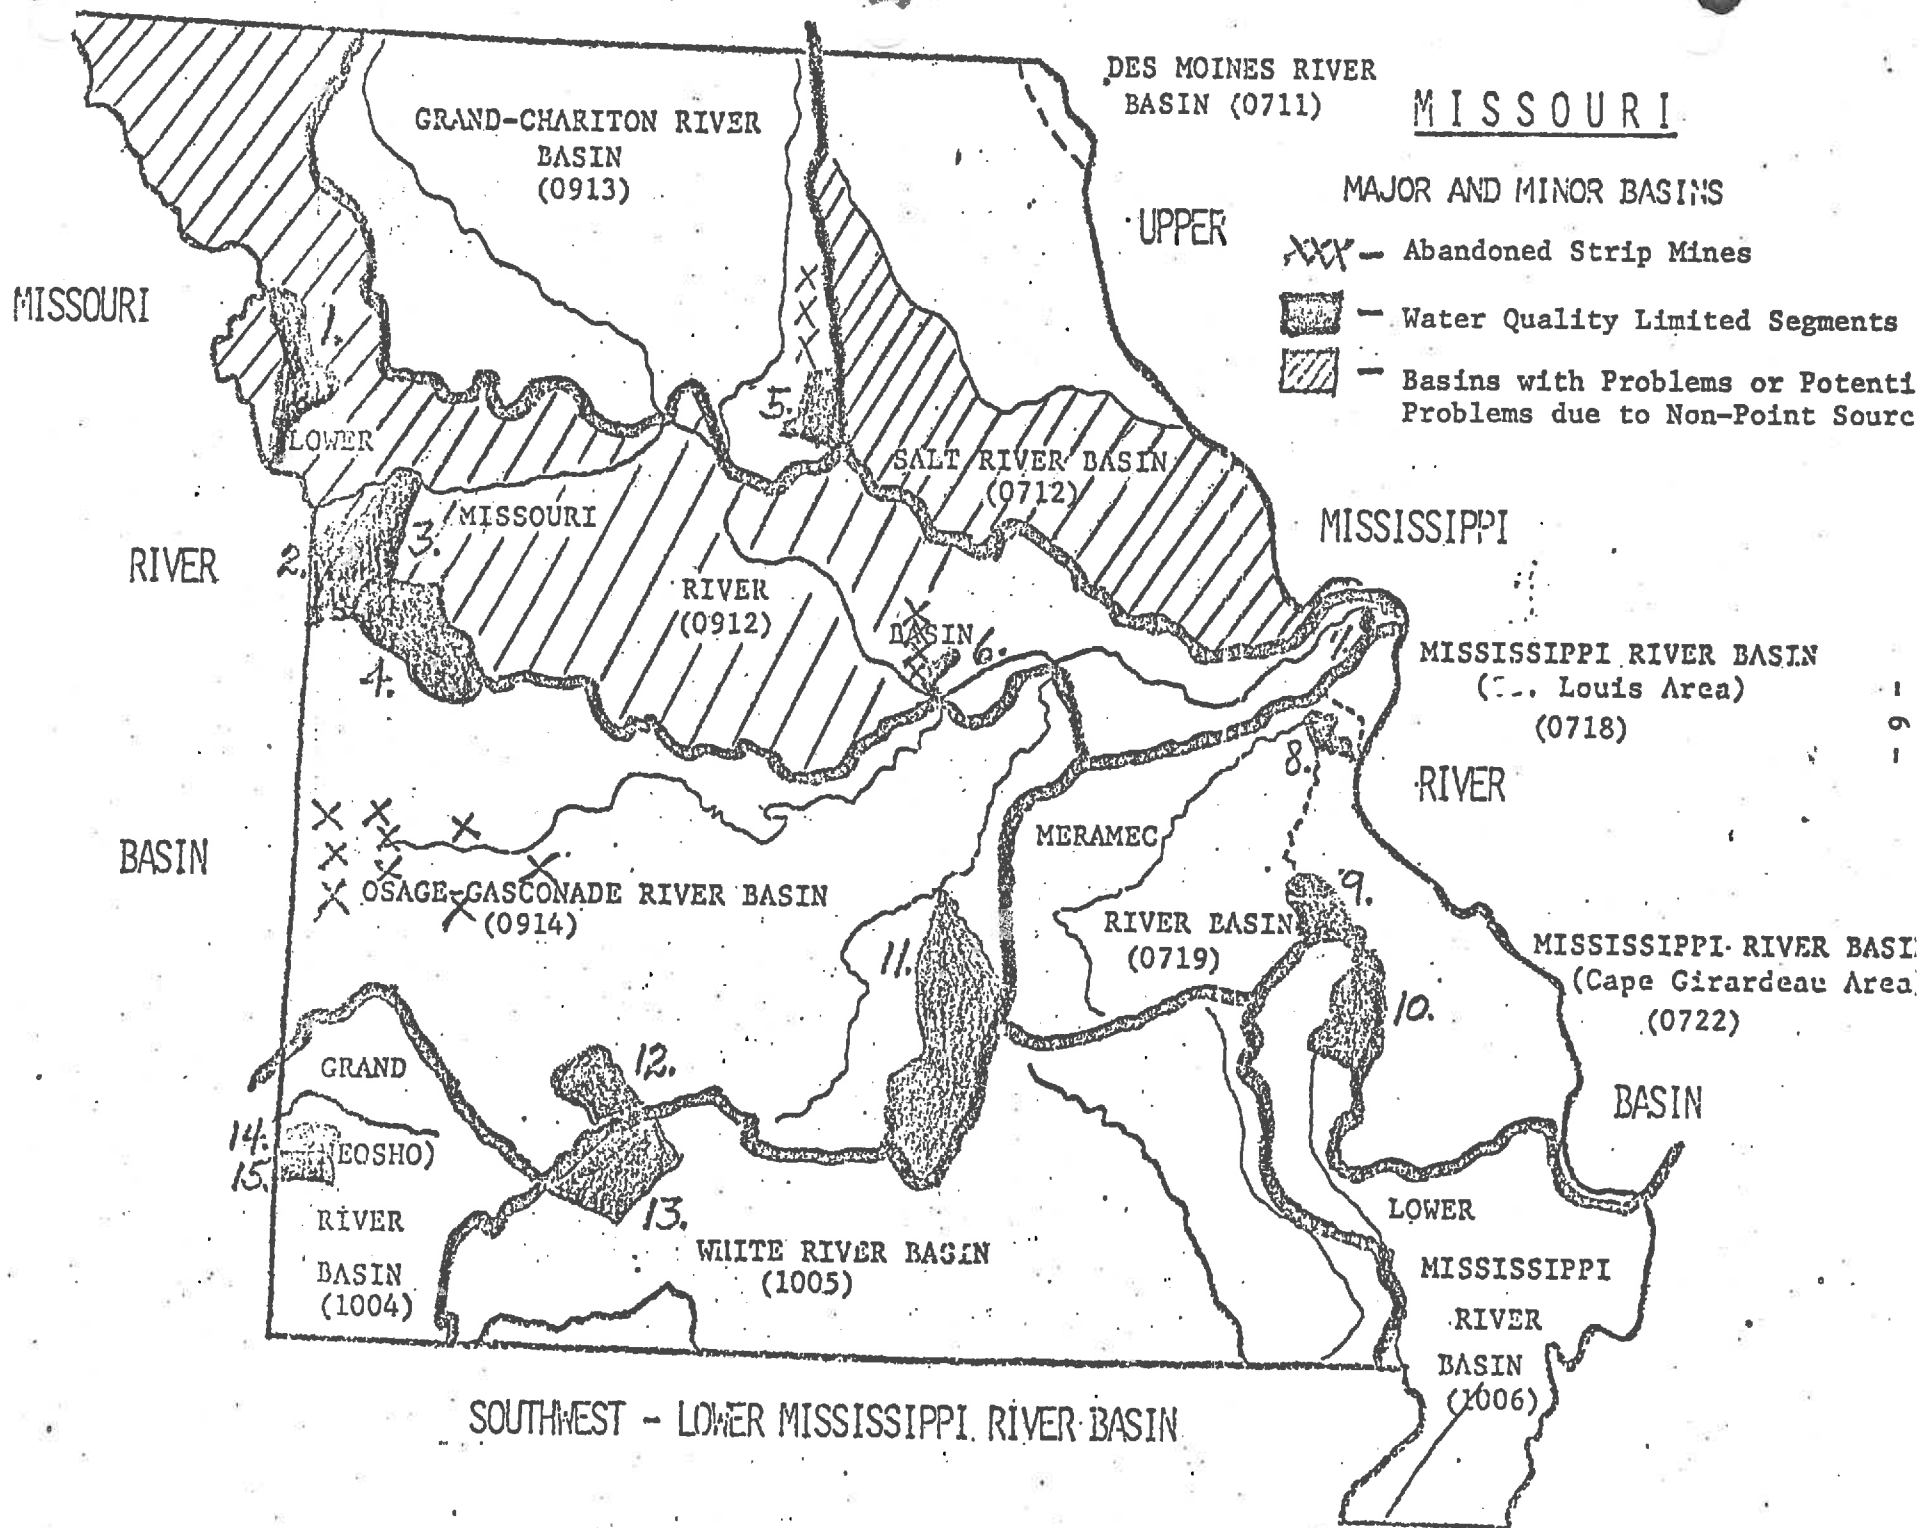 DES MOINES RIVER
BASIN (0711)
MISSOURI
MAJOR AND MINOR BASINS
XXX - Abandoned Strip Mines
- Water Quality Limited Segments
- Basins with Problems or Potenti
Problems due to Non-Point Sourc
GRAND-CHARITON RIVER
BASIN
(0913)
UPPER
MISSOURI
1.
LOWER
5.
SALT RIVER BASIN
(0712)
MISSOURI
3.
2.
RIVER
MISSISSIPPI
RIVER
(0912)
BASIN
6.
4.
7
MISSISSIPPI RIVER BASIN
Louis Area)
(0718)
- 6 -
8.
RIVER
BASIN
MERAMEC
RIVER BASIN
(0719)
9.
OSAGE-GASCONADE RIVER BASIN
(0914)
MISSISSIPPI RIVER BASI
(Cape Girardeau Area)
(0722)
10.
11.
GRAND
12.
BASIN
14.
15.
EOSHO)
13.
RIVER
BASIN
(1004)
WHITE RIVER BASIN
(1005)
LOWER
MISSISSIPPI
RIVER
BASIN
(1006)
SOUTHWEST - LOWER MISSISSIPPI RIVER BASIN